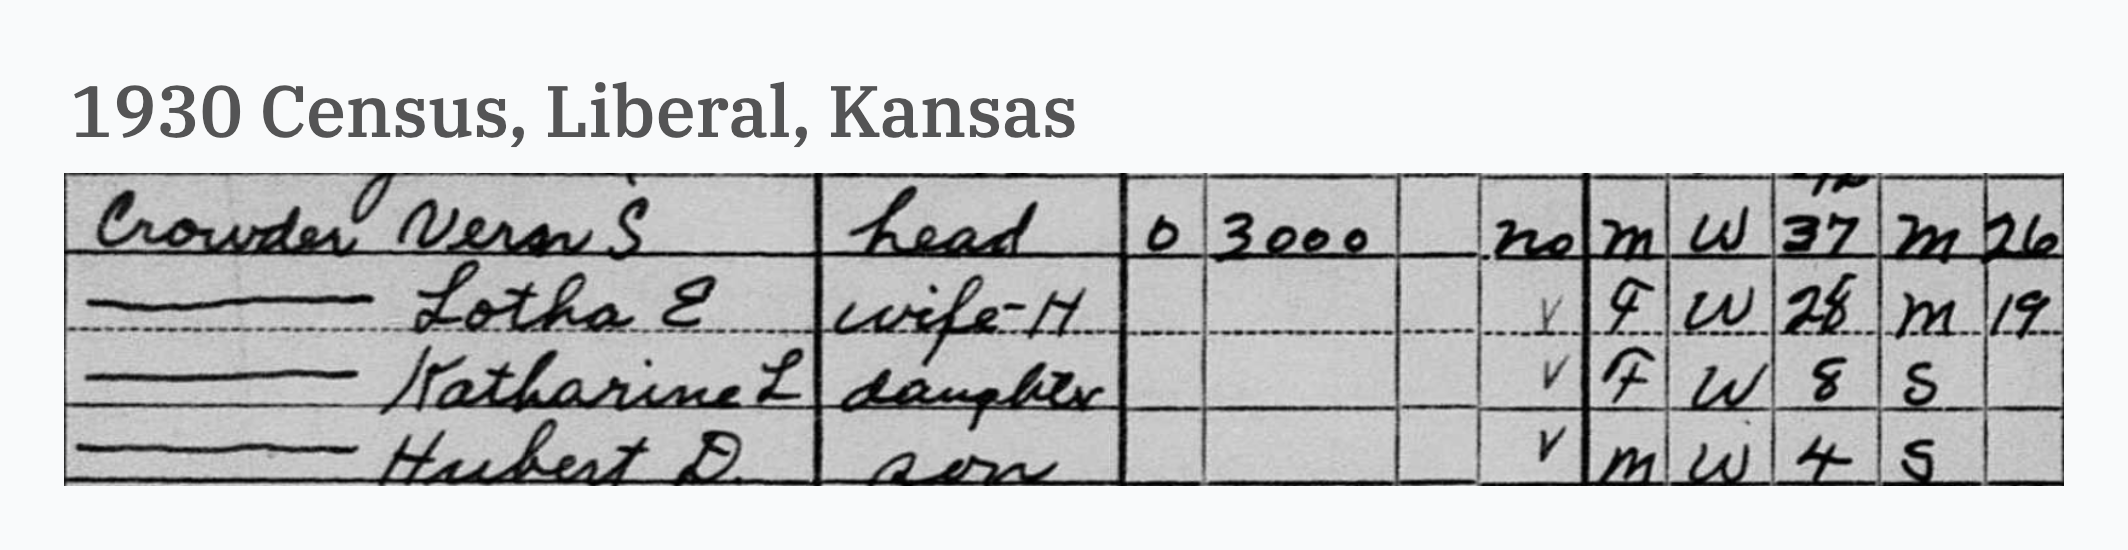 1930 Census, Liberal, Kansas
Crowder Vern S head 0 3000 no M W 37 M 26
Lotha E wife-H v F W 28 M 19
Katharine L daughter v F W 8 S
Hubert D. son v M W 4 S